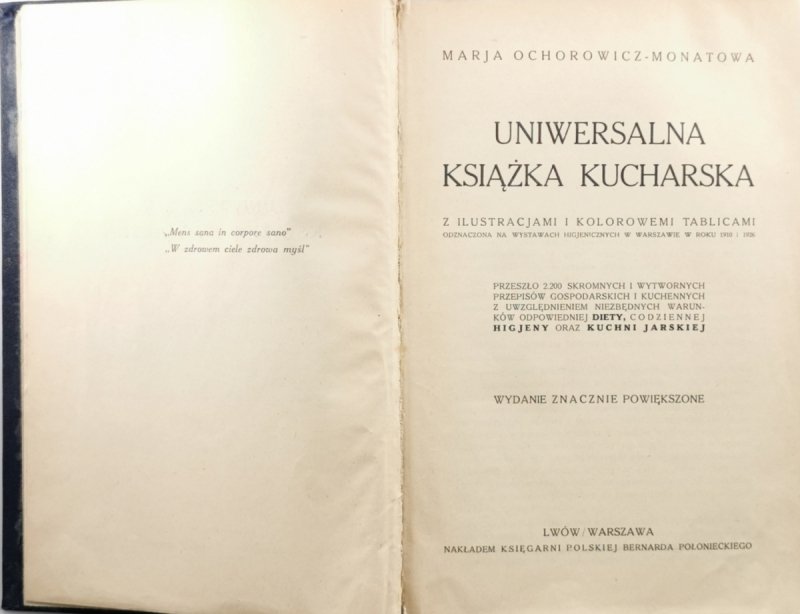 „Mens sana in corpore sano"
„W zdrowem ciele zdrowa myśl"
MARJA OCHOROWICZ-MONATOWA
UNIWERSALNA
KSIĄŻKA KUCHARSKA
Z ILUSTRACJAMI I KOLOROWEMI TABLICAMI
ODZNACZONA NA WYSTAWACH HIGJENICZNYCH W WARSZAWIE W ROKU 1910 i 1926
PRZESZŁO 2.200 SKROMNYCH I WYTWORNYCH
PRZEPISÓW GOSPODARSKICH I KUCHENNYCH
Z UWZGLĘDNIENIEM NIEZBĘDNYCH WARUN-
KÓW ODPOWIEDNIEJ DIETY, CODZIENNEJ
HIGJENY ORAZ KUCHNI JARSKIEJ
WYDANIE ZNACZNIE POWIĘKSZONE
LWÓW/WARSZAWA
NAKŁADEM KSIĘGARNI POLSKIEJ BERNARDA POŁONIECKIEGO